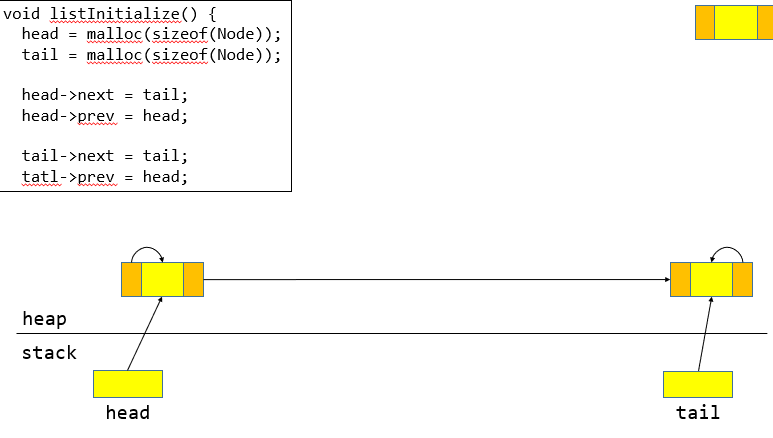 void listInitialize() {
  head = malloc(sizeof(Node));
  tail = malloc(sizeof(Node));
  head->next = tail;
  head->prev = head;
  tail->next = tail;
  tatl->prev = head;
heap
stack
head
tail